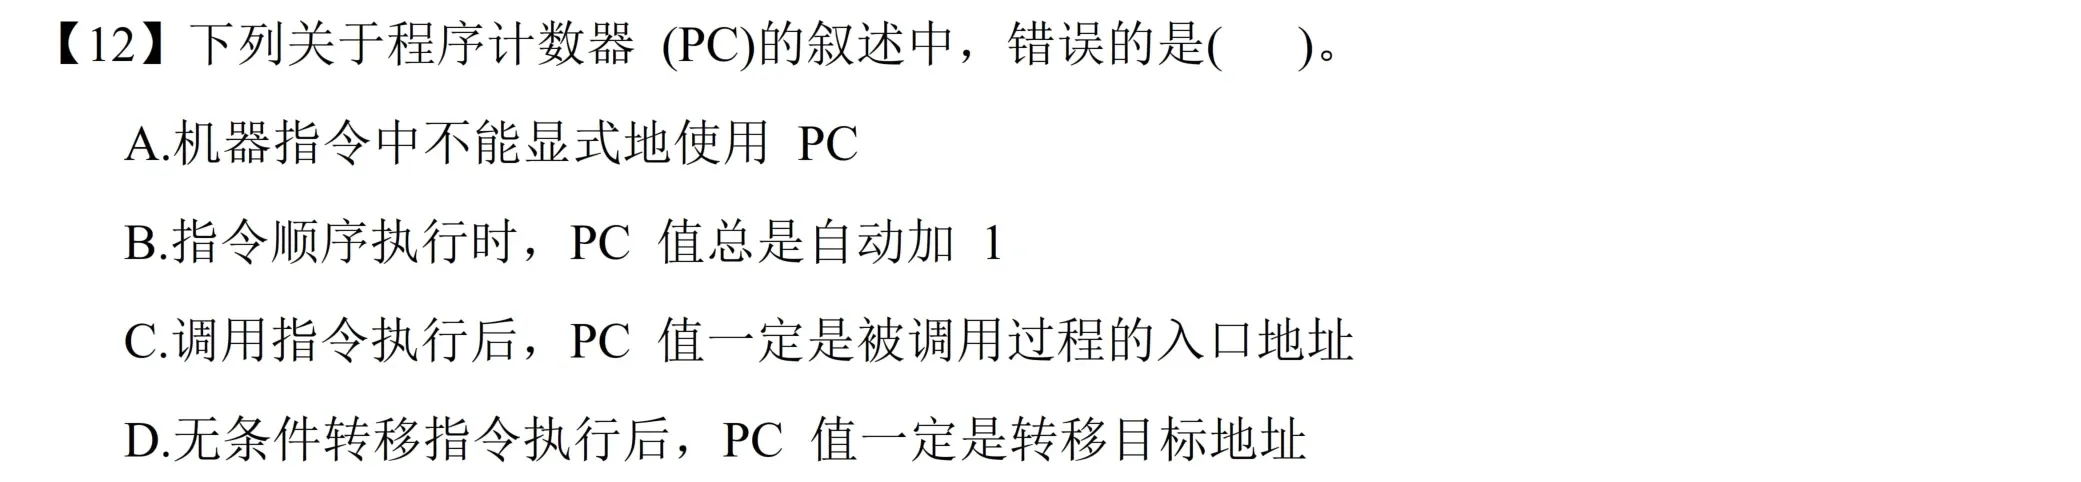 【12】下列关于程序计数器 (PC)的叙述中，错误的是(    )。
A.机器指令中不能显式地使用 PC
B.指令顺序执行时，PC 值总是自动加 1
C.调用指令执行后，PC 值一定是被调用过程的入口地址
D.无条件转移指令执行后，PC 值一定是转移目标地址